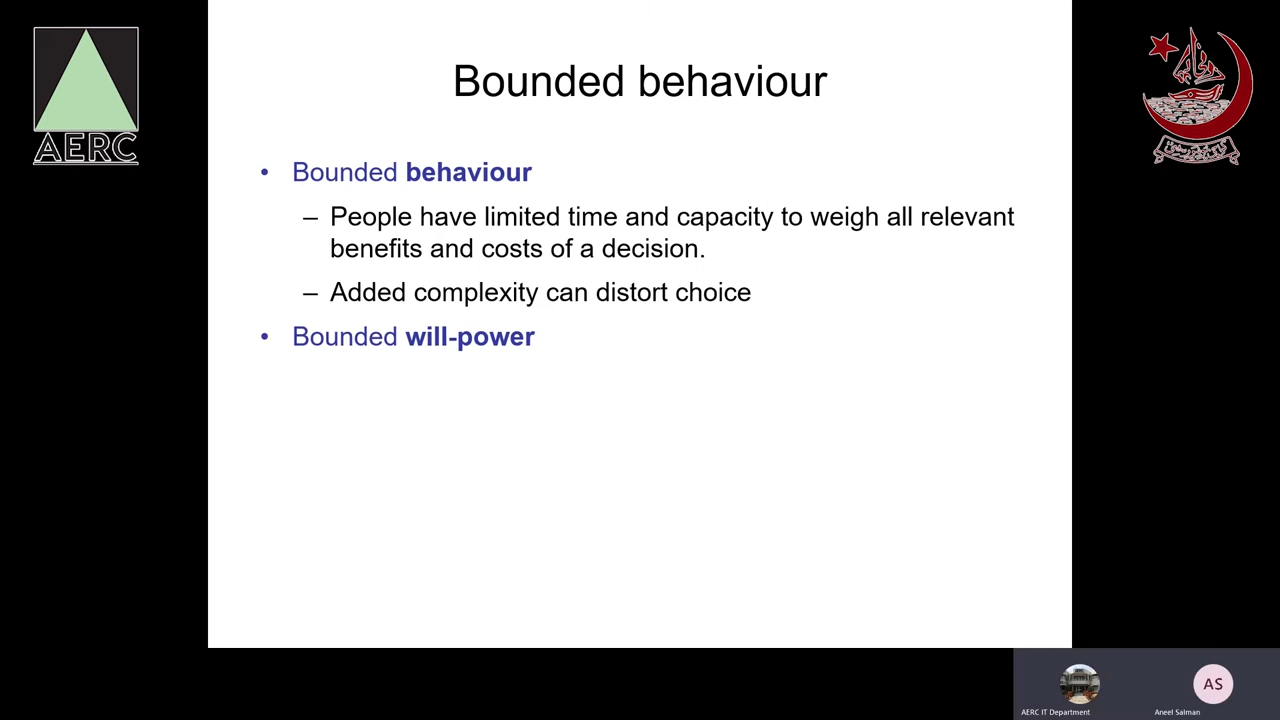 Bounded behaviour
AERC
• Bounded behaviour
– People have limited time and capacity to weigh all relevant
benefits and costs of a decision.
– Added complexity can distort choice
• Bounded will-power
AS
AERC IT Department
Aneel Salman